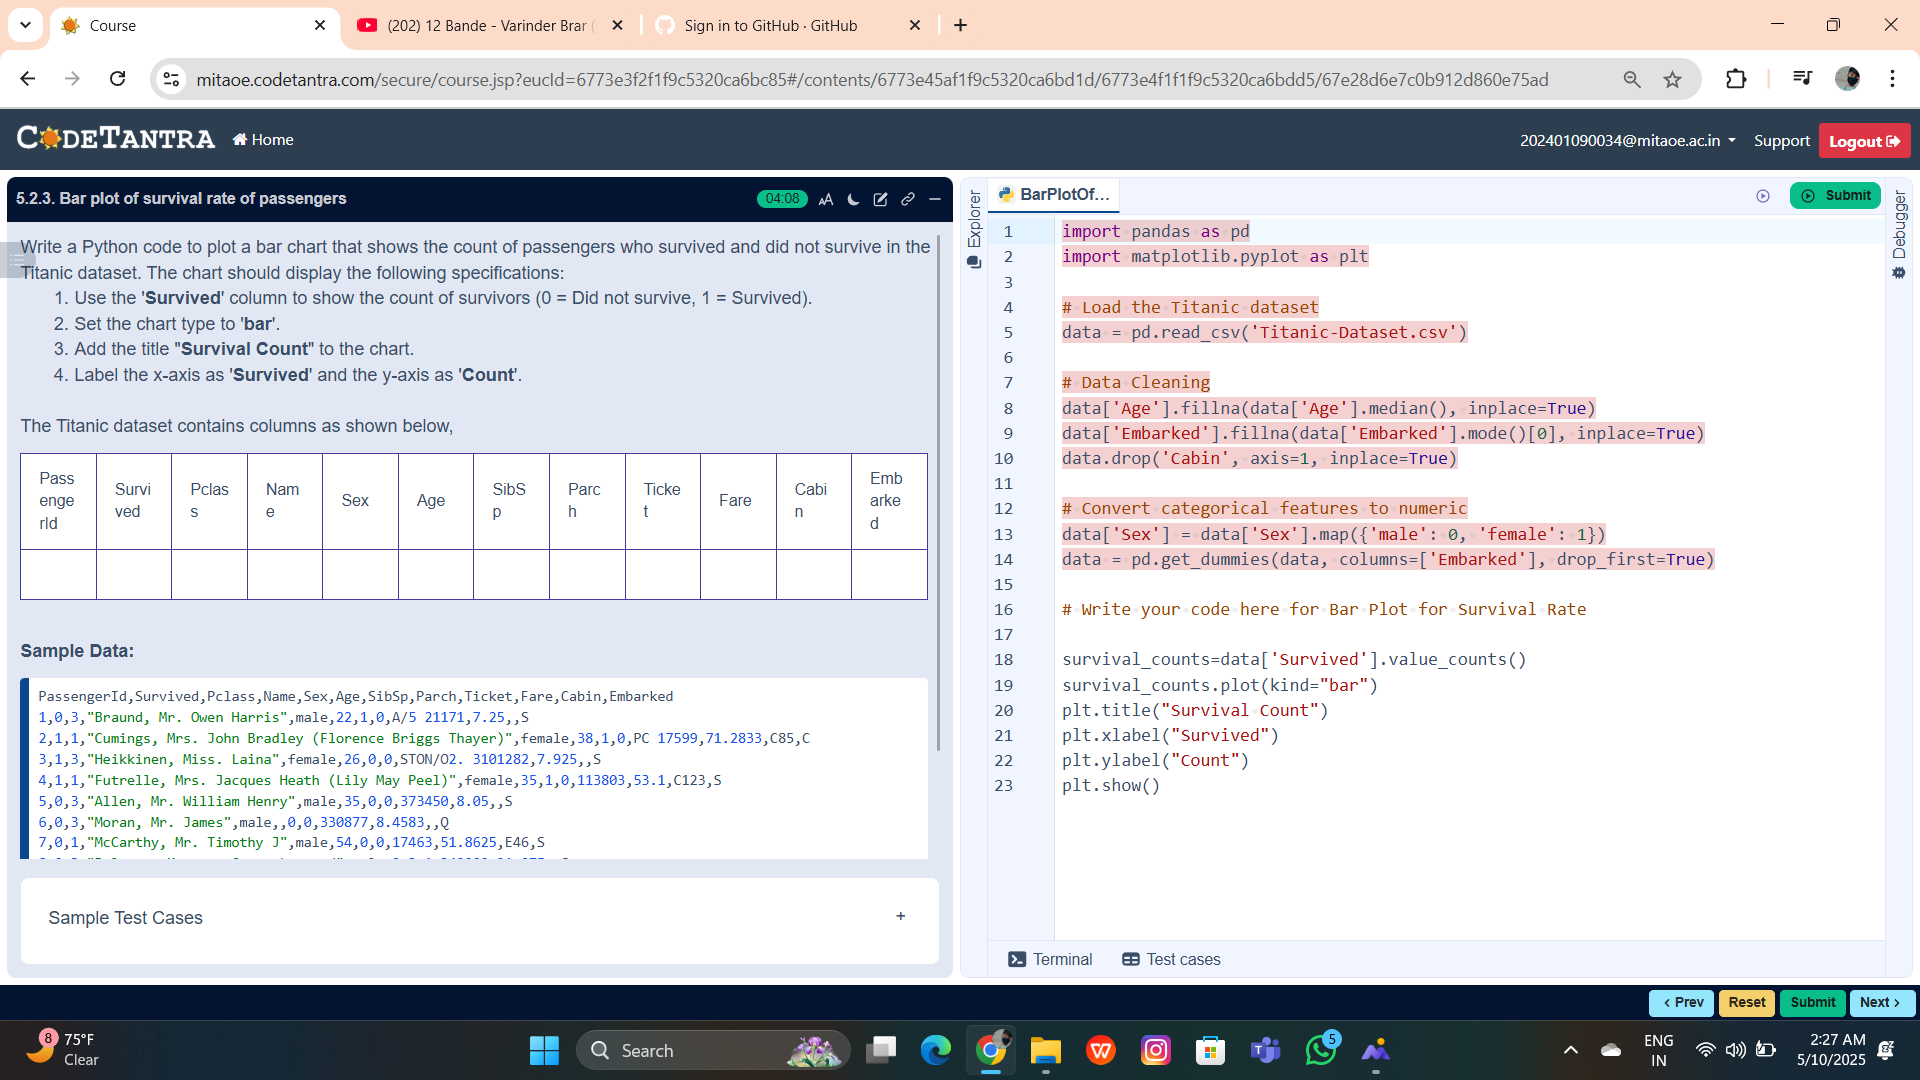 Course
(202) 12 Bande - Varinder Brar
Sign in to GitHub · GitHub
mitaoe.codetantra.com/secure/course.jsp?eucId=6773e3f2f1f9c5320ca6bc85#/contents/6773e45af1f9c5320ca6bd1d/6773e4f1f1f9c5320ca6bdd5/67e28d6e7c0b912d860e75ad
CODETANTRA
Home
202401090034@mitaoe.ac.in
Support
Logout
5.2.3. Bar plot of survival rate of passengers
04:08
AA
Write a Python code to plot a bar chart that shows the count of passengers who survived and did not survive in the
Titanic dataset. The chart should display the following specifications:
1. Use the 'Survived' column to show the count of survivors (0 = Did not survive, 1 = Survived).
2. Set the chart type to 'bar'.
3. Add the title "Survival Count" to the chart.
4. Label the x-axis as 'Survived' and the y-axis as 'Count'.
The Titanic dataset contains columns as shown below,
Pass
enge
rId
Survi
ved
Pclas
s
Nam
e
Sex
Age
SibS
p
Parc
h
Ticke
t
Fare
Cabi
n
Emb
arke
d
Sample Data:
PassengerId,Survived,Pclass,Name,Sex,Age,SibSp,Parch,Ticket,Fare,Cabin,Embarked
1,0,3,"Braund, Mr. Owen Harris",male,22,1,0,A/5 21171,7.25,,S
2,1,1,"Cumings, Mrs. John Bradley (Florence Briggs Thayer)",female,38,1,0,PC 17599,71.2833,C85,C
3,1,3,"Heikkinen, Miss. Laina",female,26,0,0,STON/O2. 3101282,7.925,,S
4,1,1,"Futrelle, Mrs. Jacques Heath (Lily May Peel)",female,35,1,0,113803,53.1,C123,S
5,0,3,"Allen, Mr. William Henry",male,35,0,0,373450,8.05,,S
6,0,3,"Moran, Mr. James",male,,0,0,330877,8.4583,,Q
7,0,1,"McCarthy, Mr. Timothy J",male,54,0,0,17463,51.8625,E46,S
Sample Test Cases
+
Explorer
BarPlotOf...
Submit
Debugger
1 import pandas as pd
2 import matplotlib.pyplot as plt
3
4 # Load the Titanic dataset
5 data = pd.read_csv('Titanic-Dataset.csv')
6
7 # Data Cleaning
8 data['Age'].fillna(data['Age'].median(), inplace=True)
9 data['Embarked'].fillna(data['Embarked'].mode()[0], inplace=True)
10 data.drop('Cabin', axis=1, inplace=True)
11
12 # Convert categorical features to numeric
13 data['Sex'] = data['Sex'].map({'male': 0, 'female': 1})
14 data = pd.get_dummies(data, columns=['Embarked'], drop_first=True)
15
16 # Write your code here for Bar Plot for Survival Rate
17
18 survival_counts=data['Survived'].value_counts()
19 survival_counts.plot(kind="bar")
20 plt.title("Survival Count")
21 plt.xlabel("Survived")
22 plt.ylabel("Count")
23 plt.show()
Terminal
Test cases
< Prev
Reset
Submit
Next >
8
75°F
Clear
Search
5
ENG
IN
2:27 AM
5/10/2025